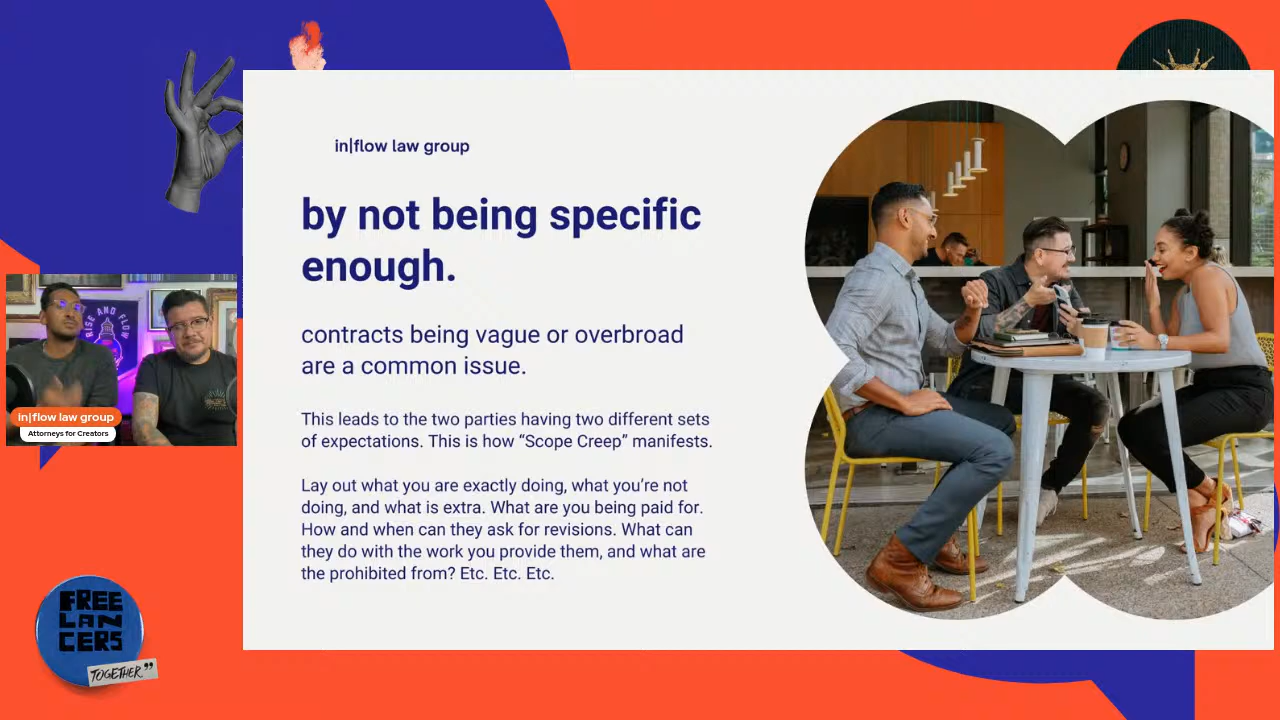 in|flow law group
by not being specific
enough.
contracts being vague or overbroad
are a common issue.
This leads to the two parties having two different sets
of expectations. This is how “Scope Creep” manifests.
Lay out what you are exactly doing, what you’re not
doing, and what is extra. What are you being paid for.
How and when can they ask for revisions. What can
they do with the work you provide them, and what are
the prohibited from? Etc. Etc. Etc.
RISE AND FLOW
in|flow law group
Attorneys for Creators
FREE
LAN
CERS
TOGETHER”